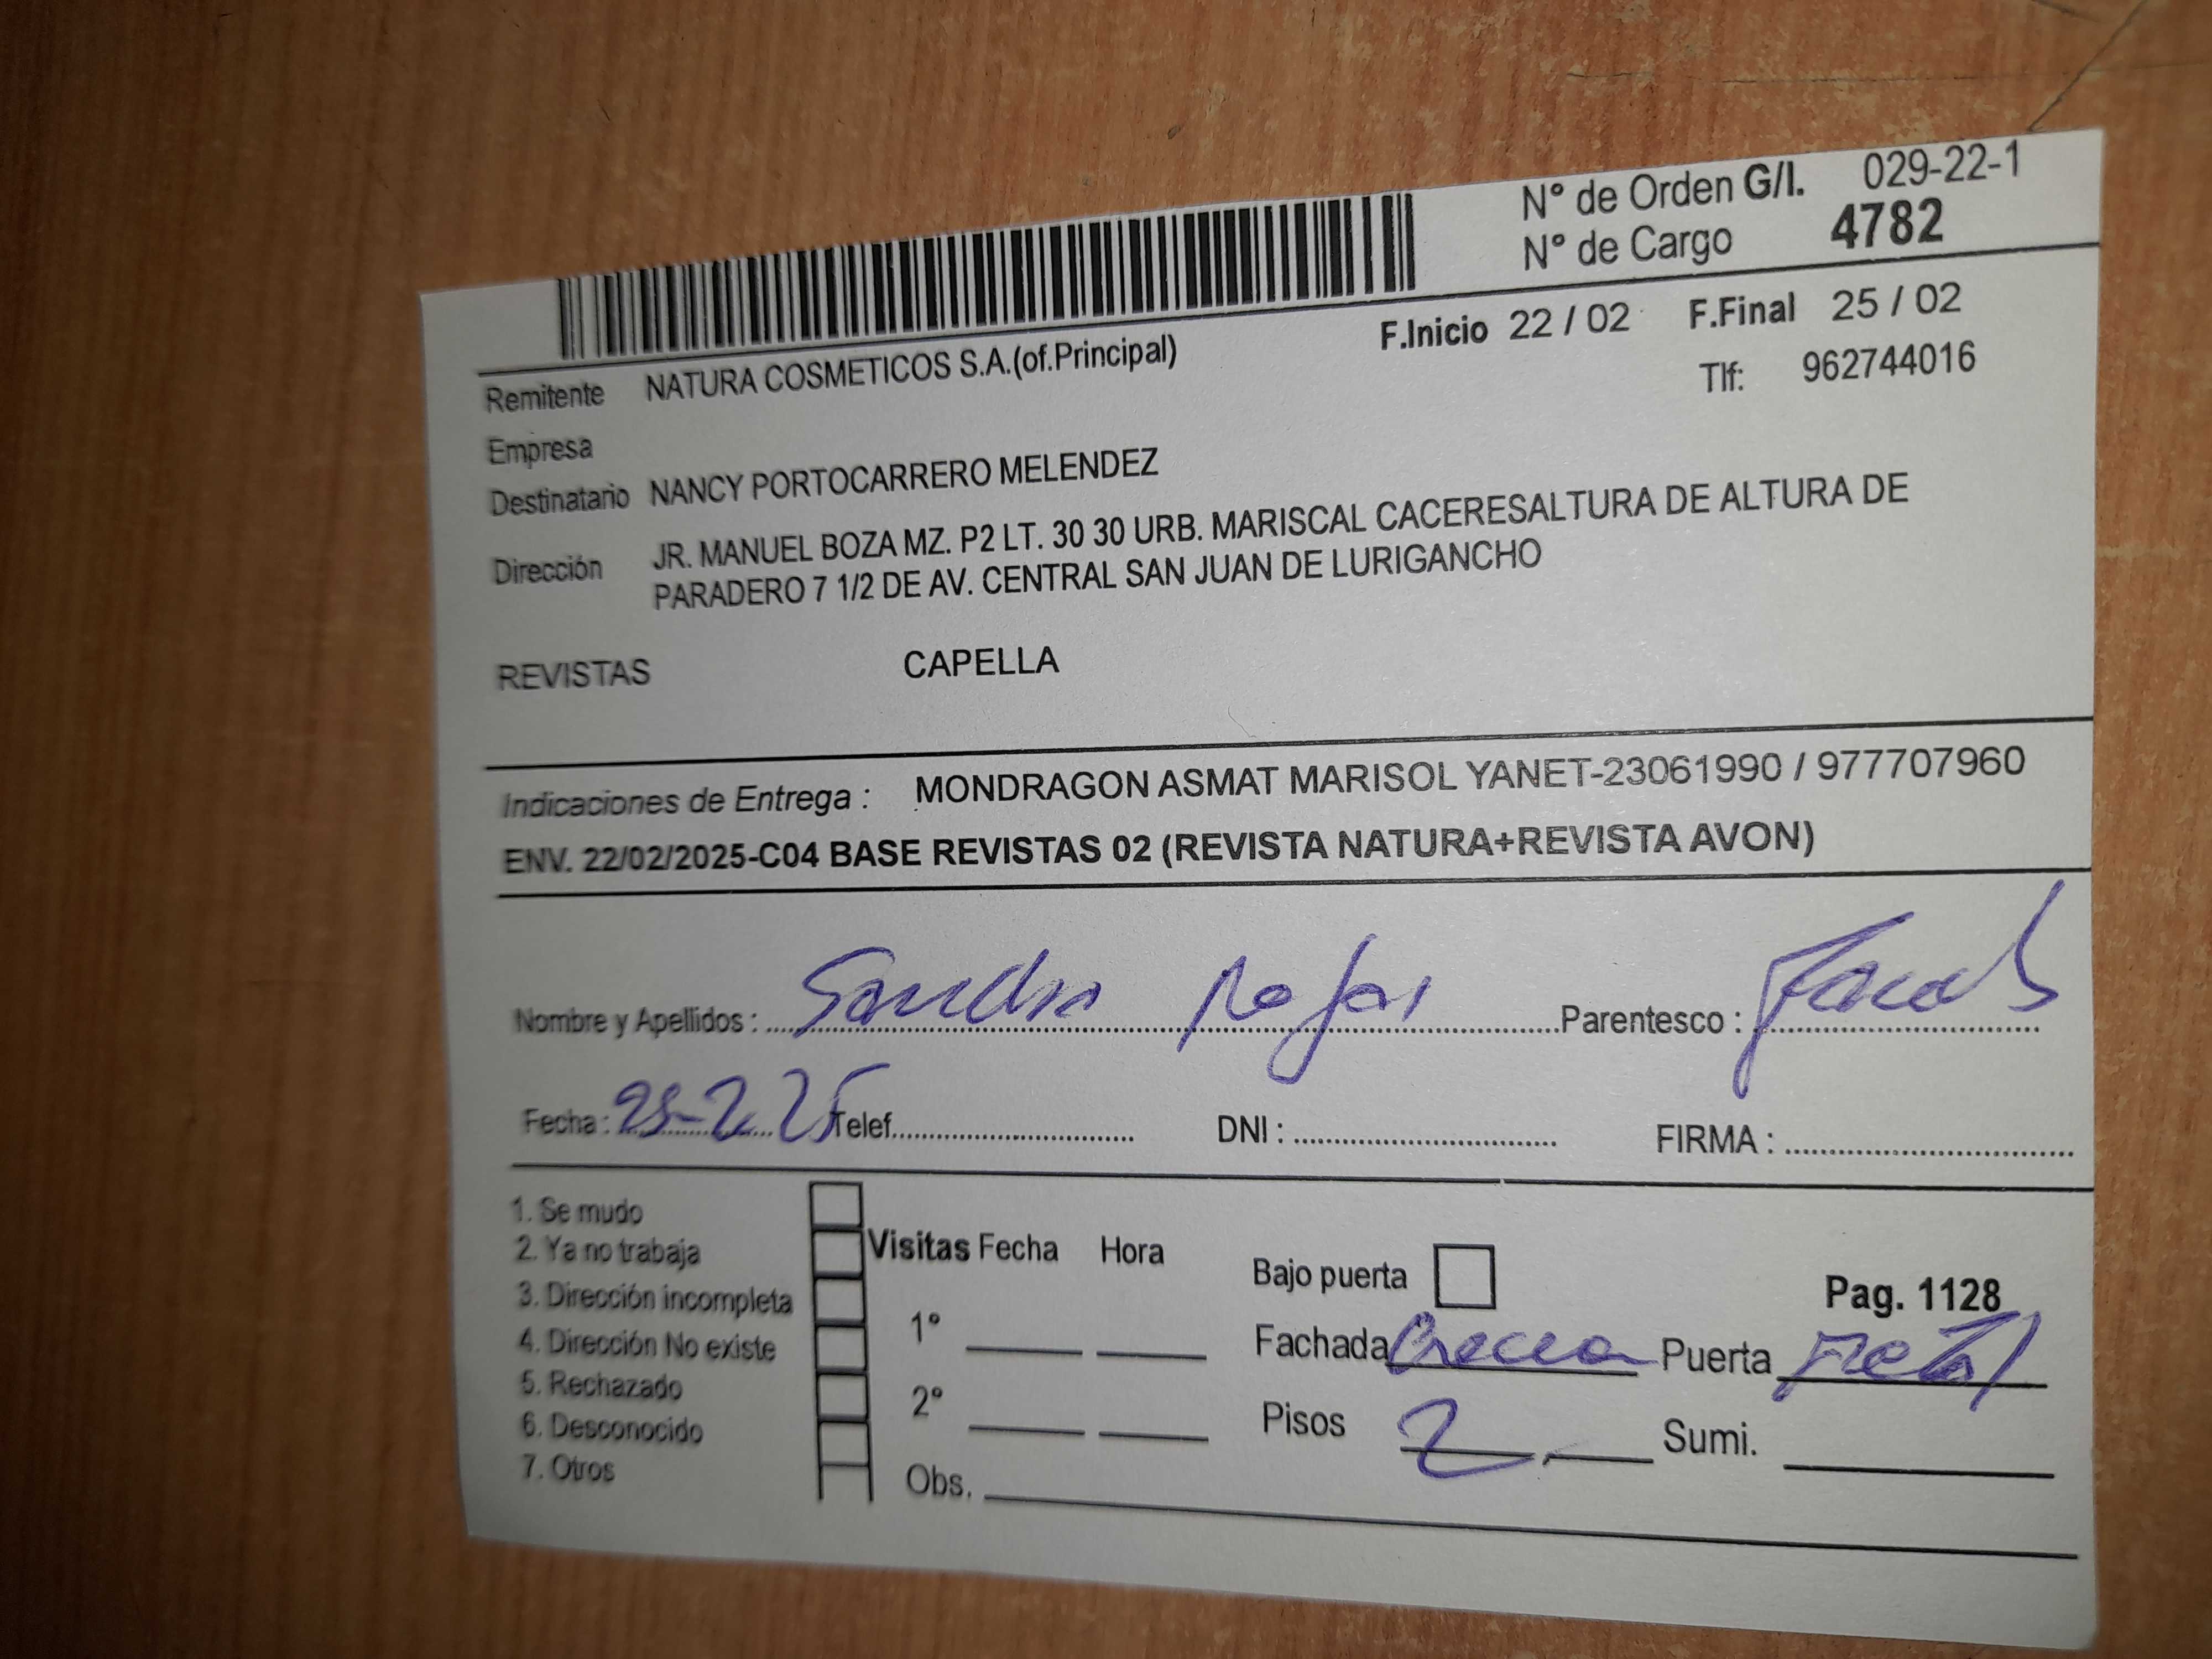 N° de Orden G/I. 029-22-1
N° de Cargo 4782
F.Inicio 22 / 02 F.Final 25 / 02
Remitente NATURA COSMETICOS S.A.(of.Principal) Tlf: 962744016
Empresa
Destinatario NANCY PORTOCARRERO MELENDEZ
Dirección JR. MANUEL BOZA MZ. P2 LT. 30 30 URB. MARISCAL CACERESALTURA DE ALTURA DE
PARADERO 7 1/2 DE AV. CENTRAL SAN JUAN DE LURIGANCHO
REVISTAS CAPELLA
Indicaciones de Entrega : MONDRAGON ASMAT MARISOL YANET-23061990 / 977707960
ENV. 22/02/2025-C04 BASE REVISTAS 02 (REVISTA NATURA+REVISTA AVON)
Nombre y Apellidos : Sandra Rojas Parentesco :
Fecha : 25-2 25 Telef. DNI : FIRMA :
1. Se mudo
2. Ya no trabaja
3. Dirección incompleta
4. Dirección No existe
5. Rechazado
6. Desconocido
7. Otros
Visitas Fecha Hora
1°
2°
Obs.
Bajo puerta Pag. 1128
Fachada Puerta Metal
Pisos 2 Sumi.